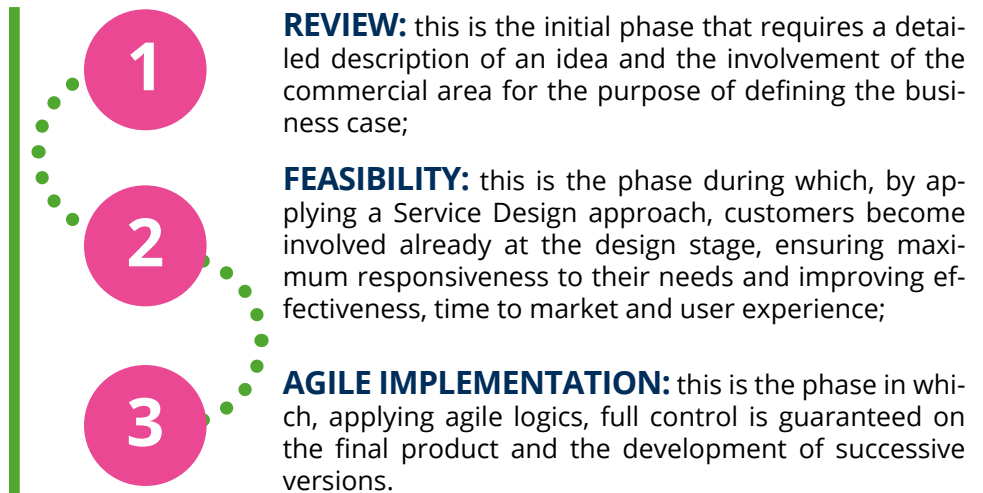 1
REVIEW: this is the initial phase that requires a detai-
led description of an idea and the involvement of the
commercial area for the purpose of defining the busi-
ness case;
2
FEASIBILITY: this is the phase during which, by ap-
plying a Service Design approach, customers become
involved already at the design stage, ensuring maxi-
mum responsiveness to their needs and improving ef-
fectiveness, time to market and user experience;
3
AGILE IMPLEMENTATION: this is the phase in whi-
ch, applying agile logics, full control is guaranteed on
the final product and the development of successive
versions.